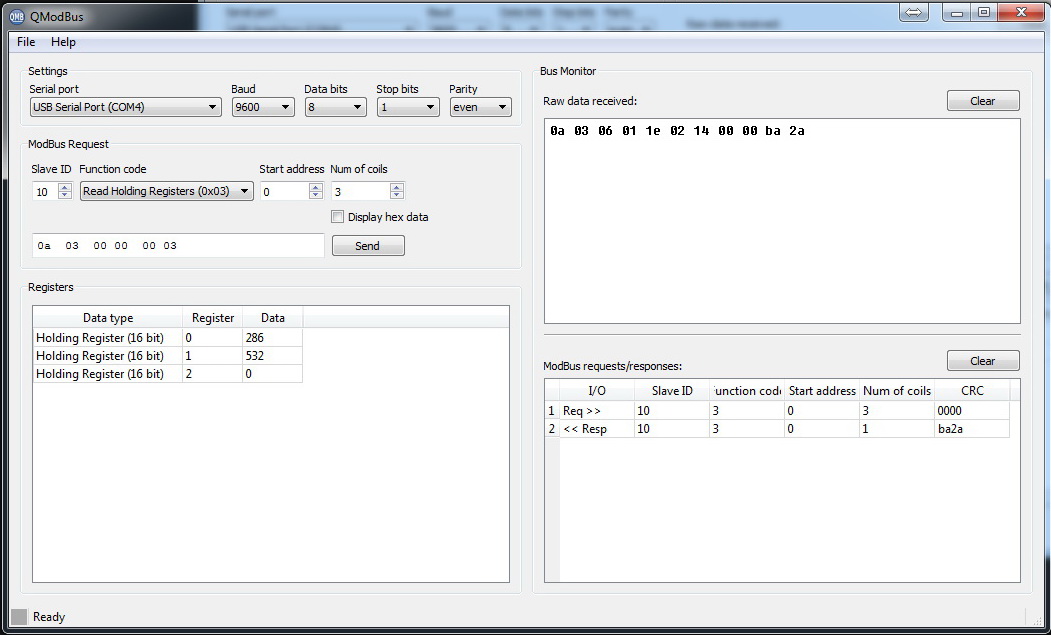 QModBus
File Help
Settings
Serial port Baud Data bits Stop bits Parity
USB Serial Port (COM4) 9600 8 1 even
ModBus Request
Slave ID Function code Start address Num of coils
10 Read Holding Registers (0x03) 0 3
Display hex data
0a 03 00 00 00 03 Send
Registers
Data type Register Data
Holding Register (16 bit) 0 286
Holding Register (16 bit) 1 532
Holding Register (16 bit) 2 0
Bus Monitor
Raw data received: Clear
0a 03 06 01 1e 02 14 00 00 ba 2a
ModBus requests/responses: Clear
I/O Slave ID unction code Start address Num of coils CRC
1 Req >> 10 3 0 3 0000
2 << Resp 10 3 0 1 ba2a
Ready